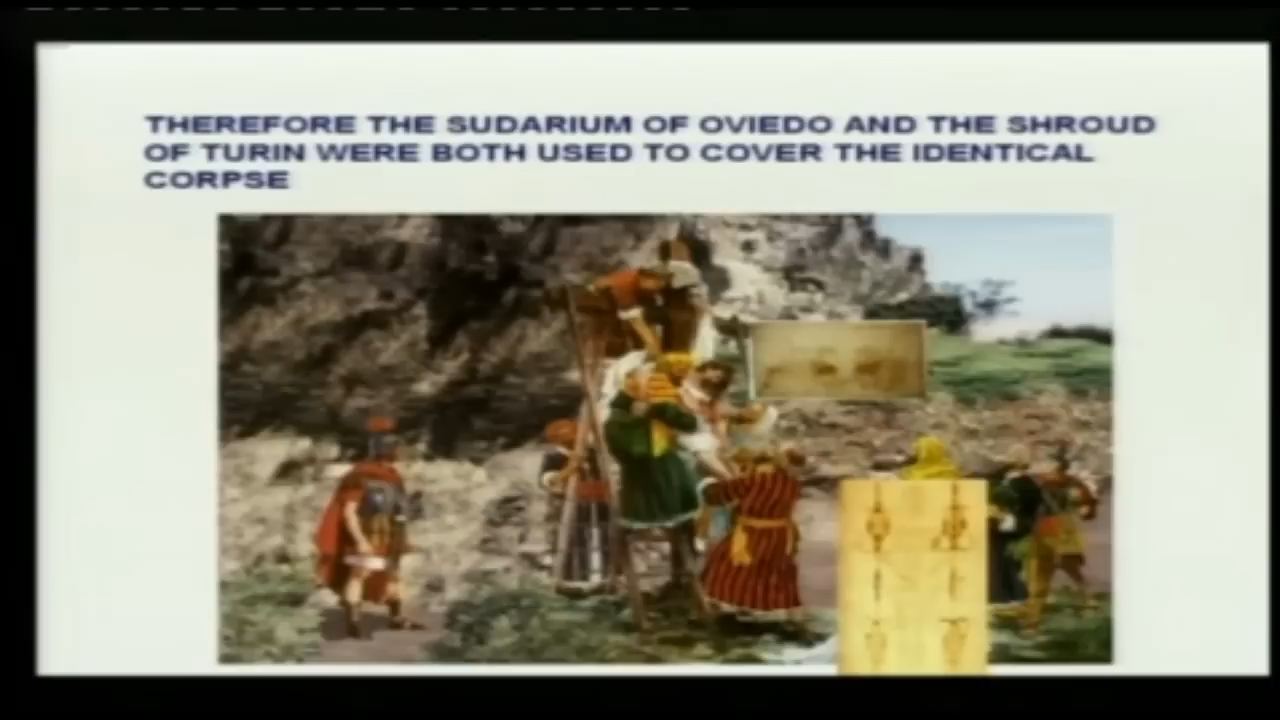 THEREFORE THE SUDARIUM OF OVIEDO AND THE SHROUD
OF TURIN WERE BOTH USED TO COVER THE IDENTICAL
CORPSE